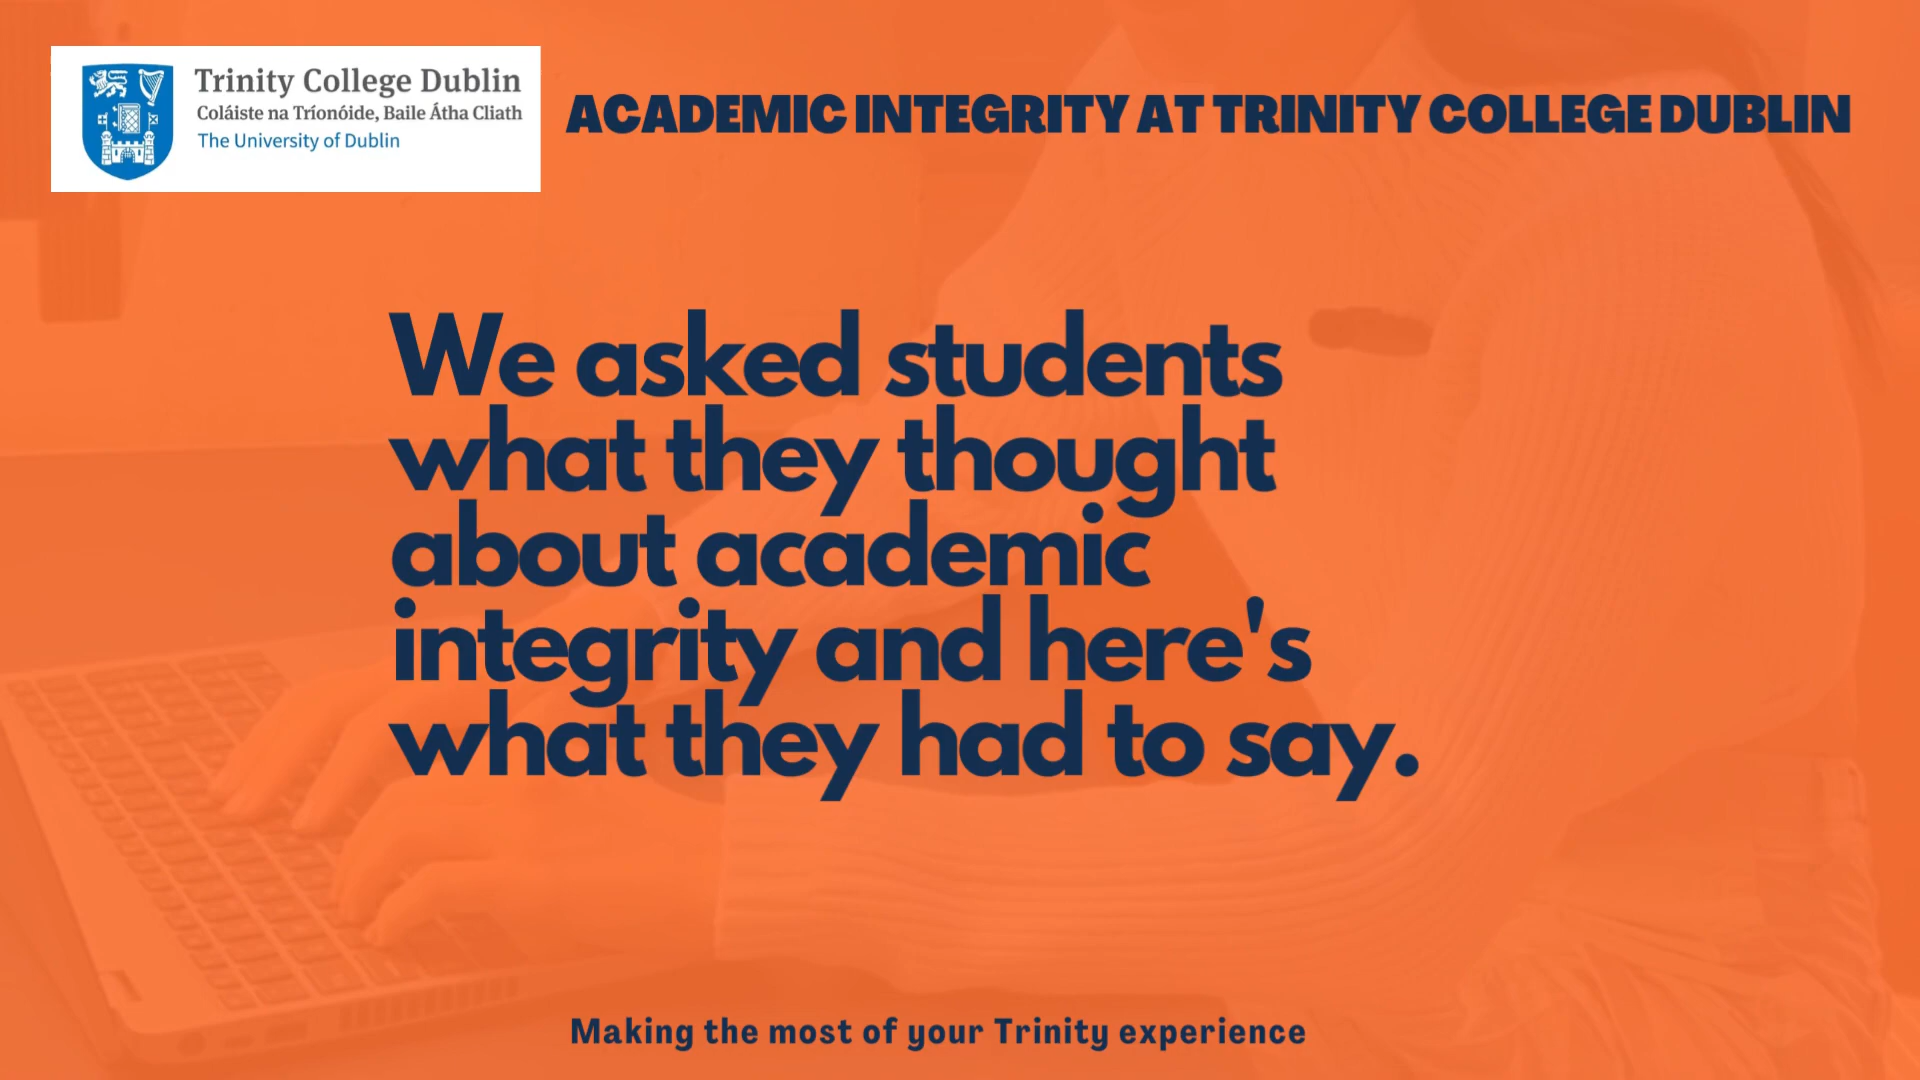 Trinity College Dublin
Coláiste na Tríonóide, Baile Átha Cliath
The University of Dublin
ACADEMIC INTEGRITY AT TRINITY COLLEGE DUBLIN
We asked students
what they thought
about academic
integrity and here's
what they had to say.
Making the most of your Trinity experience